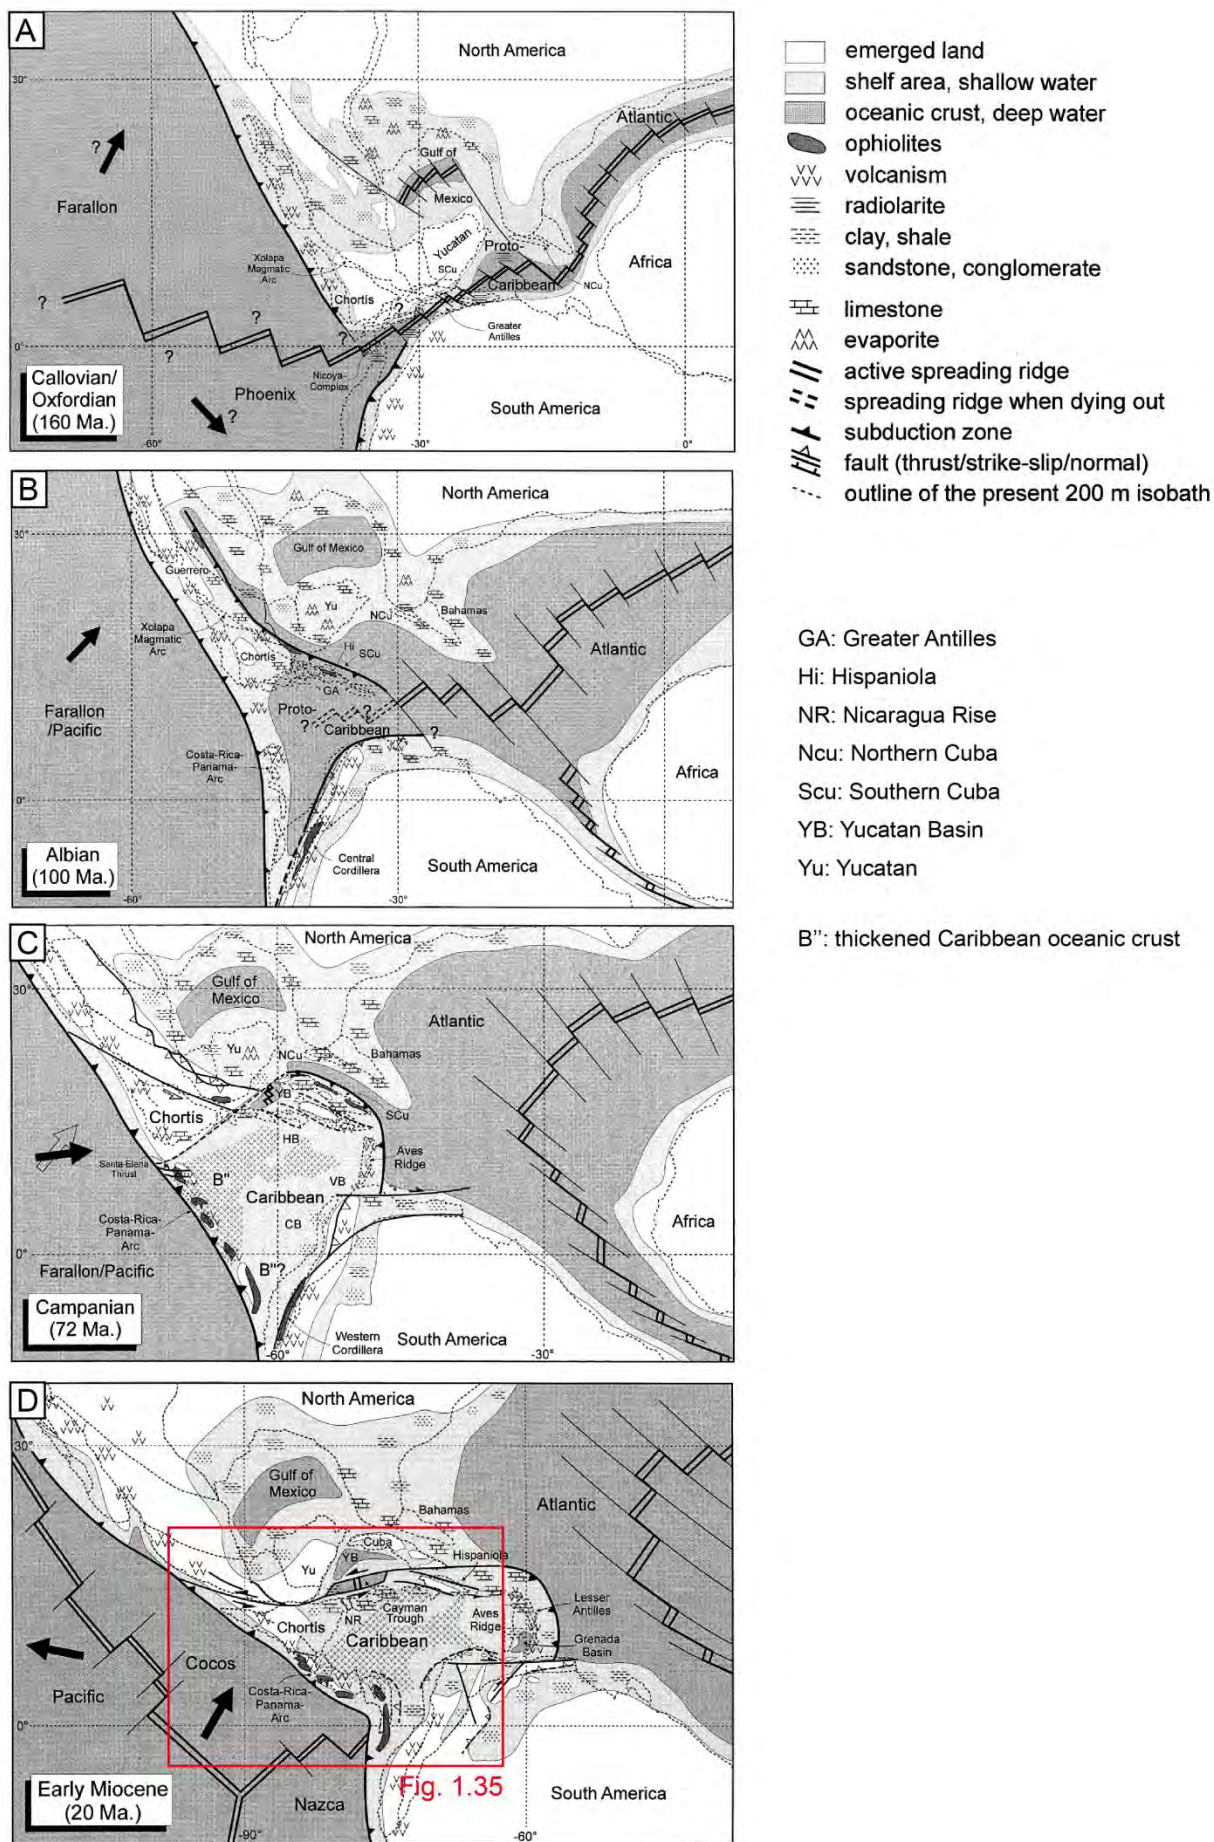 A
North America
30°
Atlantic
Gulf of
?
Mexico
Farallon
Yucatan
Proto-
Africa
Xolapa
Magmatic
Arc
SCu
Chortis
?
Caribbean
NCu
?
?
?
?
Greater
Antilles
0°
Nicoya-
Complex
Callovian/
Oxfordian
(160 Ma.)
Phoenix
?
South America
-60°
-30°
0°
emerged land
shelf area, shallow water
oceanic crust, deep water
ophiolites
volcanism
radiolarite
clay, shale
sandstone, conglomerate
limestone
evaporite
active spreading ridge
spreading ridge when dying out
subduction zone
fault (thrust/strike-slip/normal)
outline of the present 200 m isobath
B
North America
30°
Gulf of Mexico
Guerrero
Yu
NCu
Bahamas
Xolapa
Magmatic
Arc
Hi
SCu
Chortis
Atlantic
GA
Proto-
?
?
Farallon
/Pacific
Caribbean
?
Costa-Rica-
Panama-
Arc
Africa
0°
Albian
(100 Ma.)
Central
Cordillera
South America
-60°
-30°
GA: Greater Antilles
Hi: Hispaniola
NR: Nicaragua Rise
Ncu: Northern Cuba
Scu: Southern Cuba
YB: Yucatan Basin
Yu: Yucatan
B": thickened Caribbean oceanic crust
C
North America
Gulf of
Mexico
30°
Atlantic
Yu
NCu
Bahamas
YB
Chortis
SCu
HB
Santa-Elena
Thrust
Aves
Ridge
B"
VB
Caribbean
Costa-Rica-
Panama-
Arc
CB
Africa
0°
Farallon/Pacific
B"?
Campanian
(72 Ma.)
Western
Cordillera
South America
-60°
-30°
D
North America
30°
Gulf of
Mexico
Atlantic
Bahamas
Cuba
YB
Hispaniola
Yu
Lesser
Antilles
NR
Cayman
Trough
Aves
Ridge
Chortis
Caribbean
Grenada
Basin
Cocos
Pacific
Costa-Rica-
Panama-
Arc
0°
Fig. 1.35
Early Miocene
(20 Ma.)
Nazca
South America
-90°
-60°